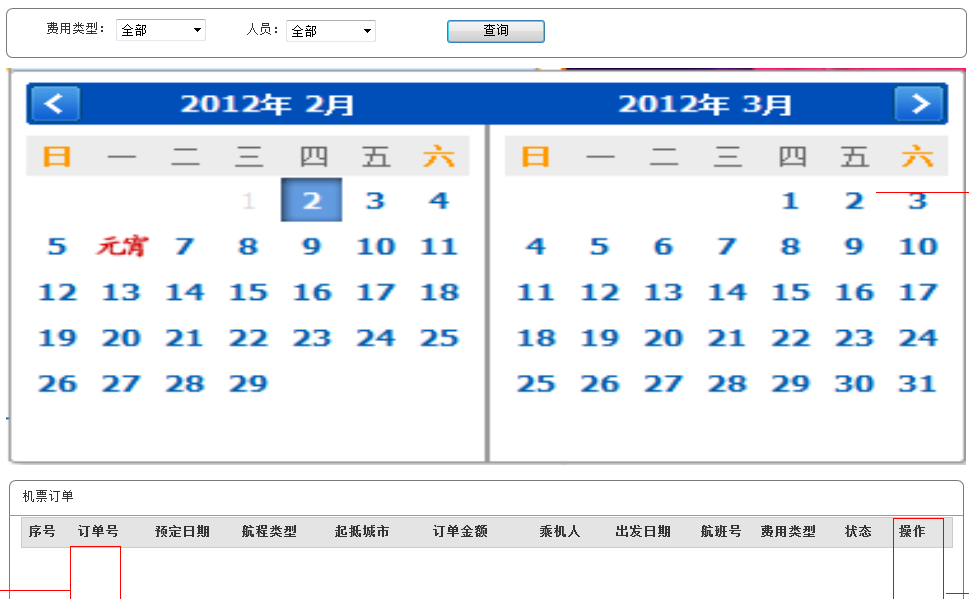 费用类型: 全部 人员: 全部 查询
2012年 2月 2012年 3月
日 一 二 三 四 五 六 日 一 二 三 四 五 六
1 2 3 4 1 2 3
5 元宵 7 8 9 10 11 4 5 6 7 8 9 10
12 13 14 15 16 17 18 11 12 13 14 15 16 17
19 20 21 22 23 24 25 18 19 20 21 22 23 24
26 27 28 29 25 26 27 28 29 30 31
机票订单
序号 订单号 预定日期 航程类型 起抵城市 订单金额 乘机人 出发日期 航班号 费用类型 状态 操作